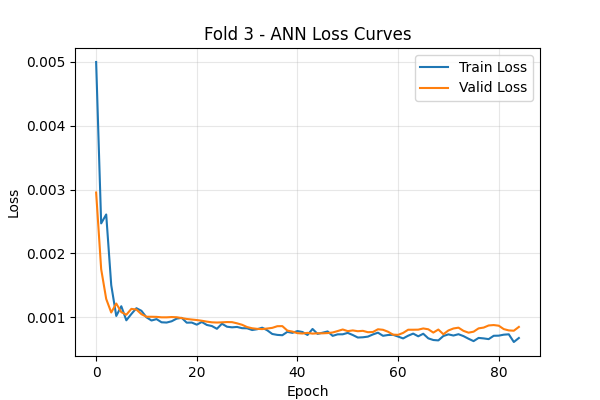 Fold 3 - ANN Loss Curves
Train Loss
Valid Loss
0.005
0.004
0.003
0.002
0.001
Loss
0 20 40 60 80
Epoch